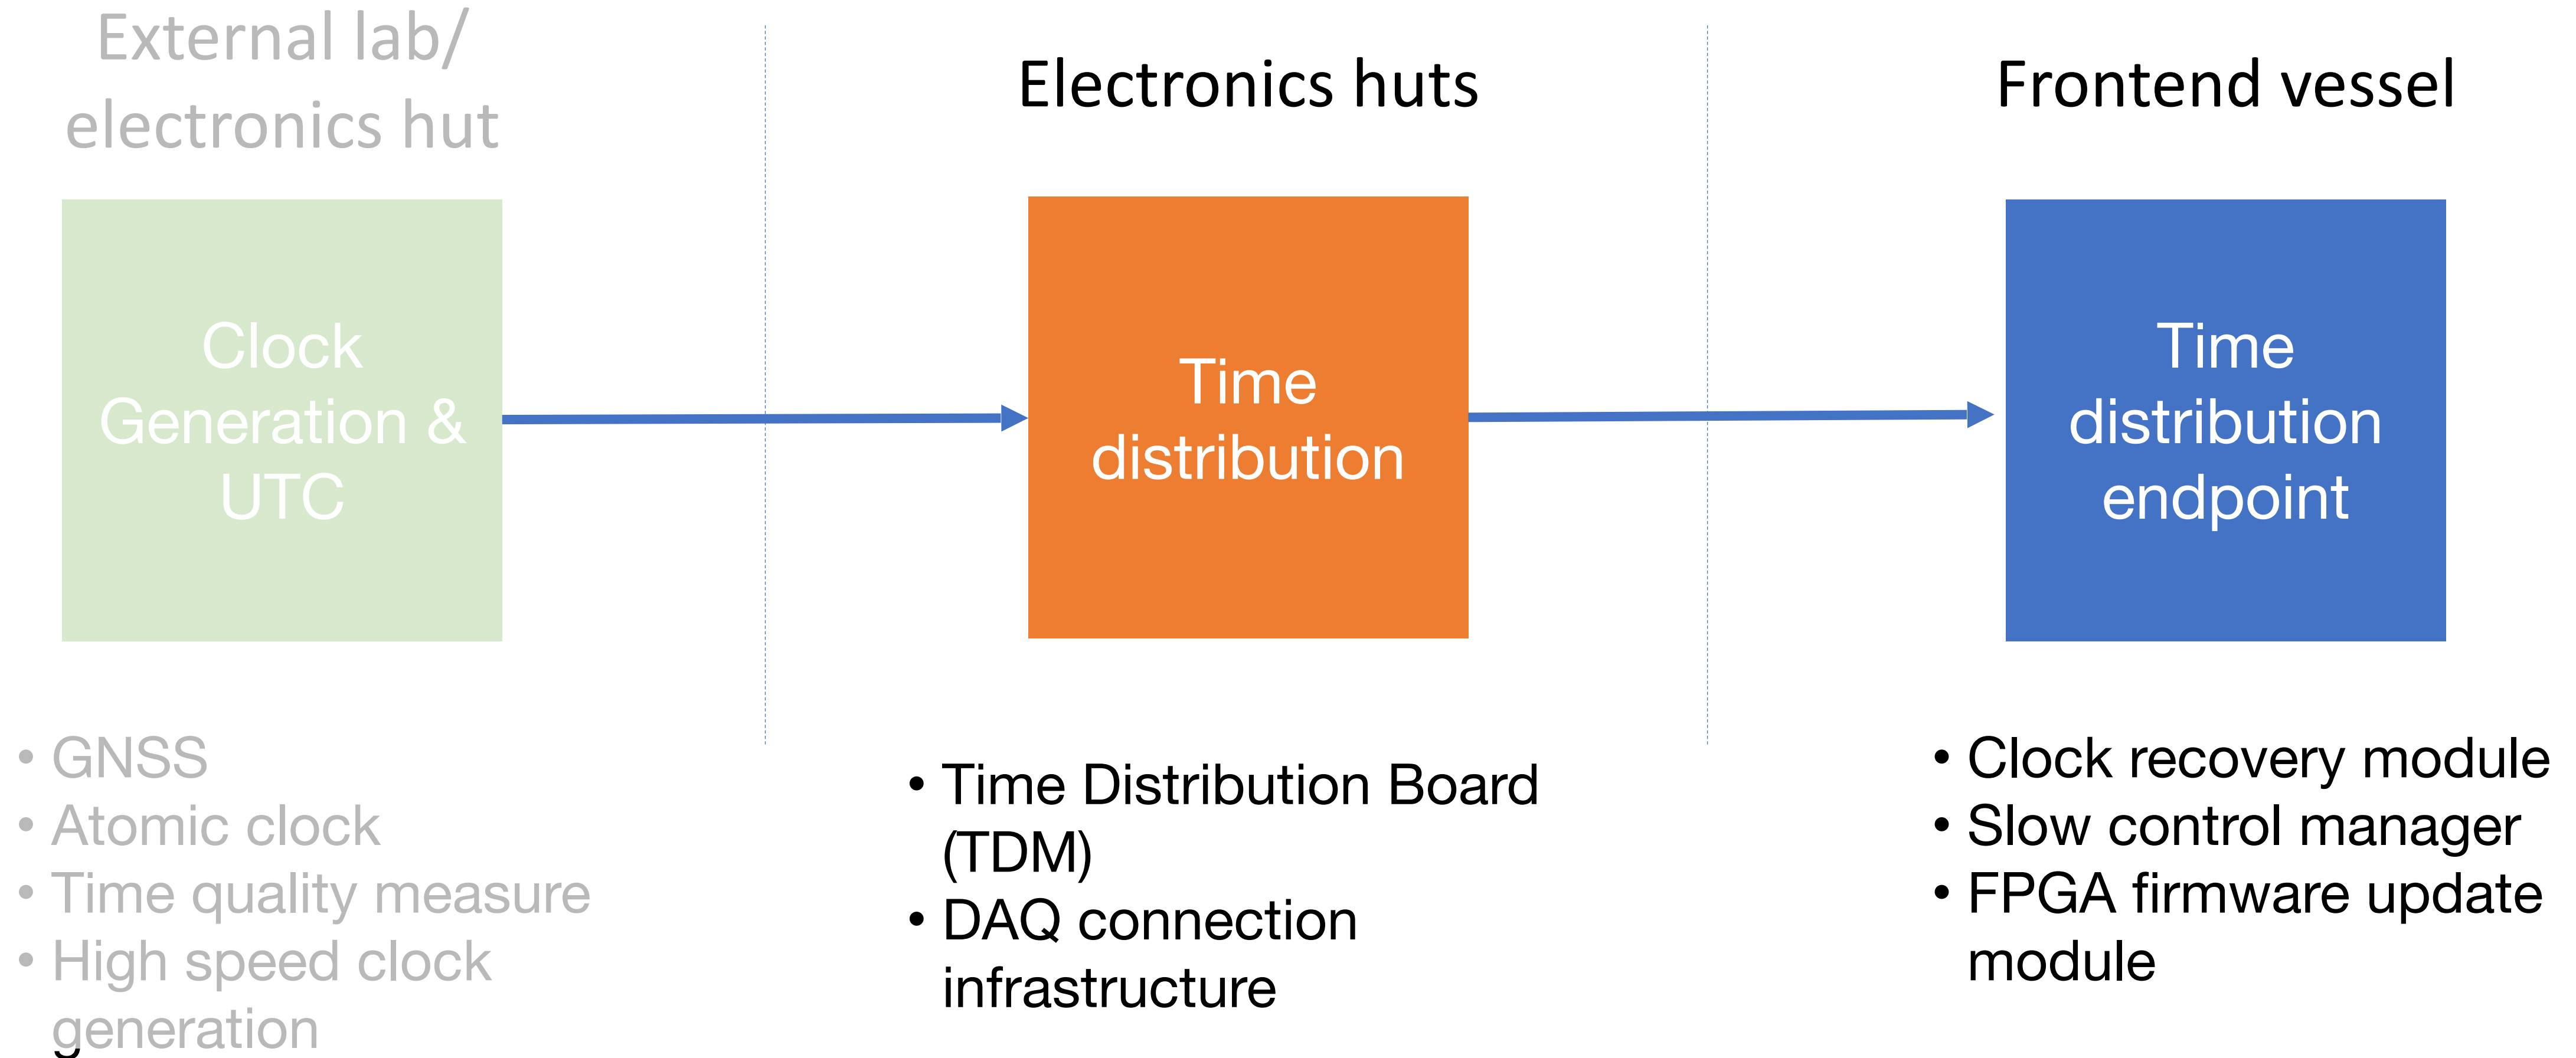 External lab/
electronics hut
Clock
Generation &
UTC
• GNSS
• Atomic clock
• Time quality measure
• High speed clock
generation
Electronics huts
Time
distribution
• Time Distribution Board
(TDM)
• DAQ connection
infrastructure
Frontend vessel
Time
distribution
endpoint
• Clock recovery module
• Slow control manager
• FPGA firmware update
module